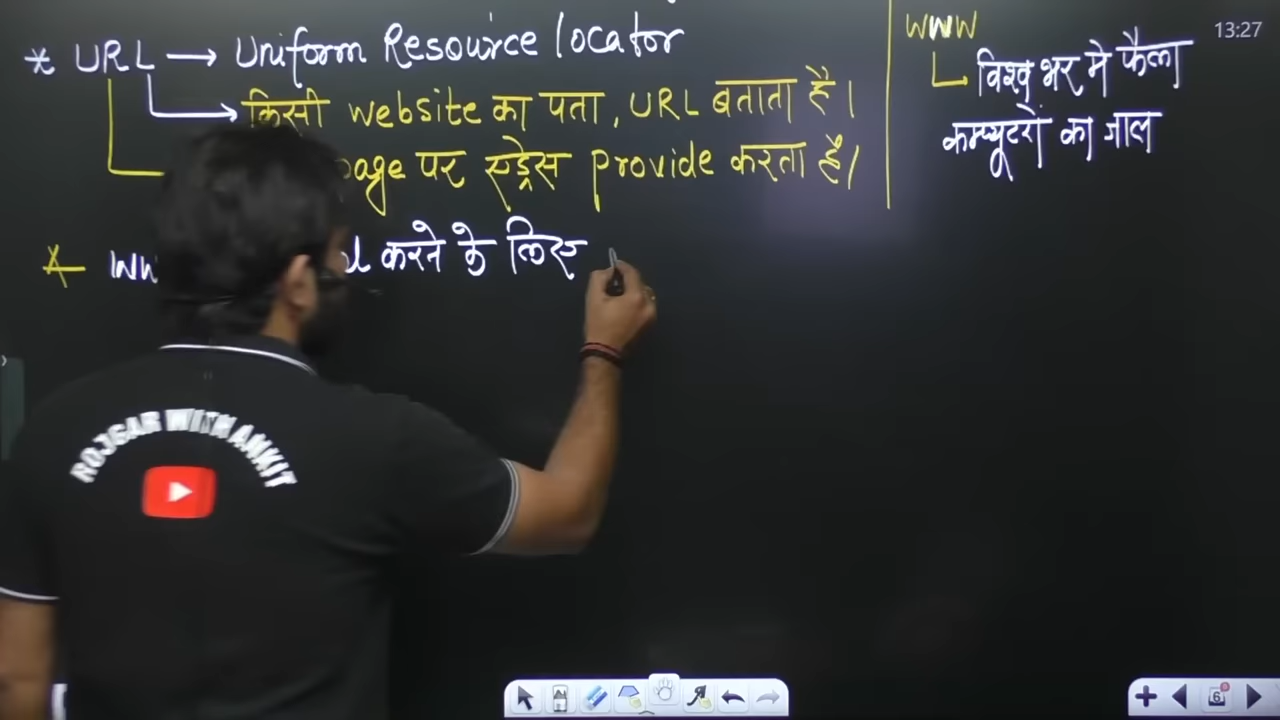 * URL → Uniform Resource locator
किसी website का पता, URL बताता है।
page पर एड्रेस provide करता है।
* करने के लिए
WWW
विश्व भर मे फैला
कम्प्यूटरों का जाल
13:27
ROJGAR WITH ANKIT
6